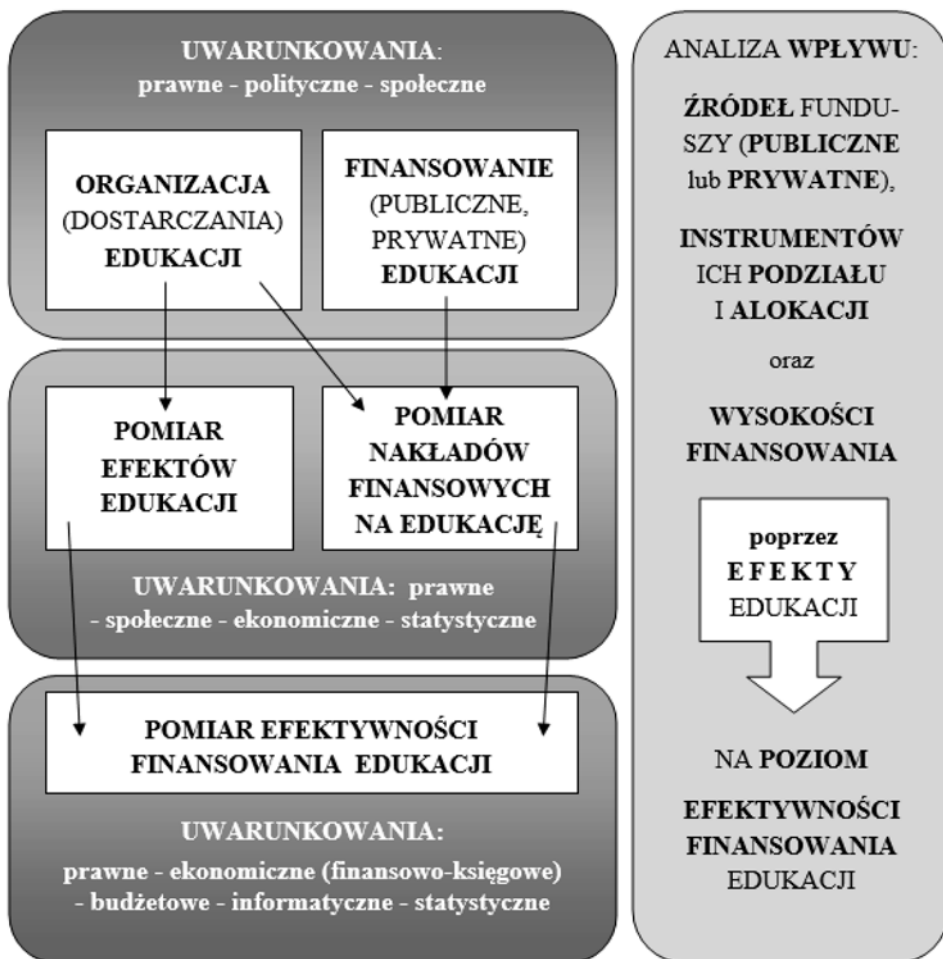 UWARUNKOWANIA:
prawne - polityczne - społeczne
ORGANIZACJA
(DOSTARCZANIA)
EDUKACJI
FINANSOWANIE
(PUBLICZNE,
PRYWATNE)
EDUKACJI
POMIAR
EFEKTÓW
EDUKACJI
POMIAR
NAKŁADÓW
FINANSOWYCH
NA EDUKACJĘ
UWARUNKOWANIA: prawne
- społeczne - ekonomiczne - statystyczne
POMIAR EFEKTYWNOŚCI
FINANSOWANIA EDUKACJI
UWARUNKOWANIA:
prawne - ekonomiczne (finansowo-księgowe)
- budżetowe - informatyczne - statystyczne
ANALIZA WPŁYWU:
ŹRÓDEŁ FUNDU-
SZY (PUBLICZNE
lub PRYWATNE),
INSTRUMENTÓW
ICH PODZIAŁU
I ALOKACJI
oraz
WYSOKOŚCI
FINANSOWANIA
poprzez
EFEKTY
EDUKACJI
NA POZIOM
EFEKTYWNOŚCI
FINANSOWANIA
EDUKACJI